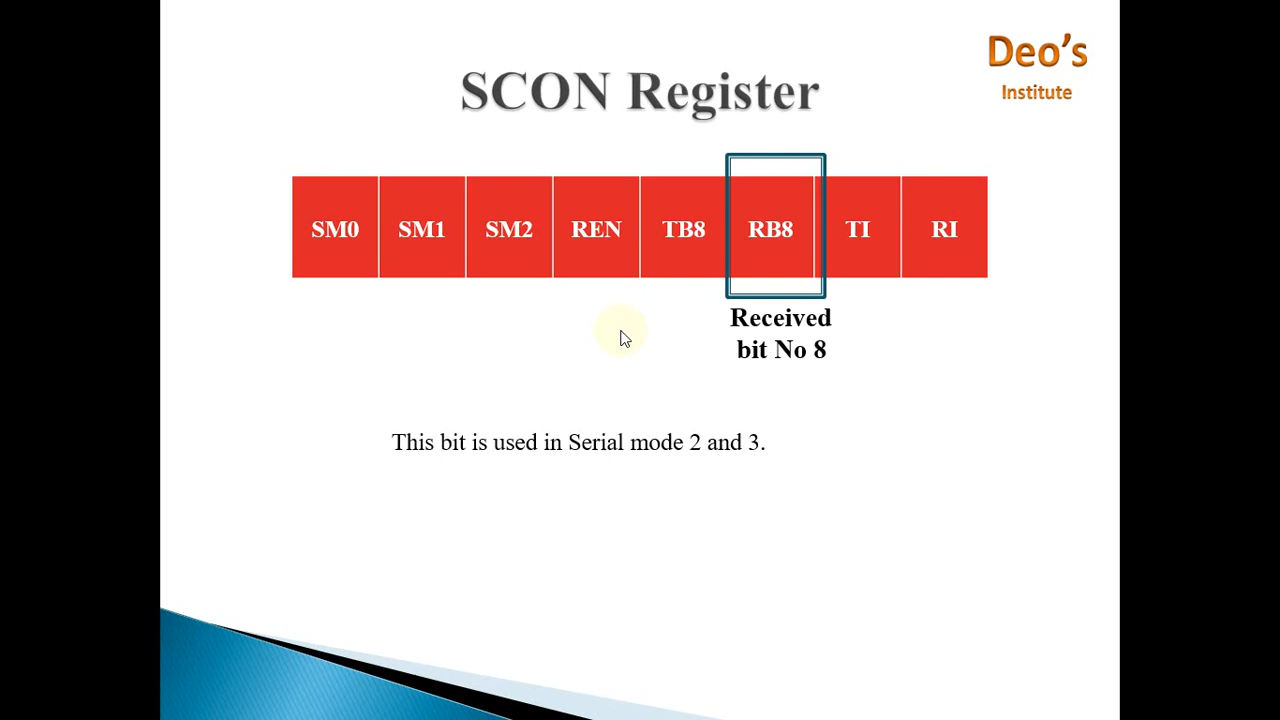 Deo's
Institute
SCON Register
SM0 SM1 SM2 REN TB8 RB8 TI RI
Received
bit No 8
This bit is used in Serial mode 2 and 3.